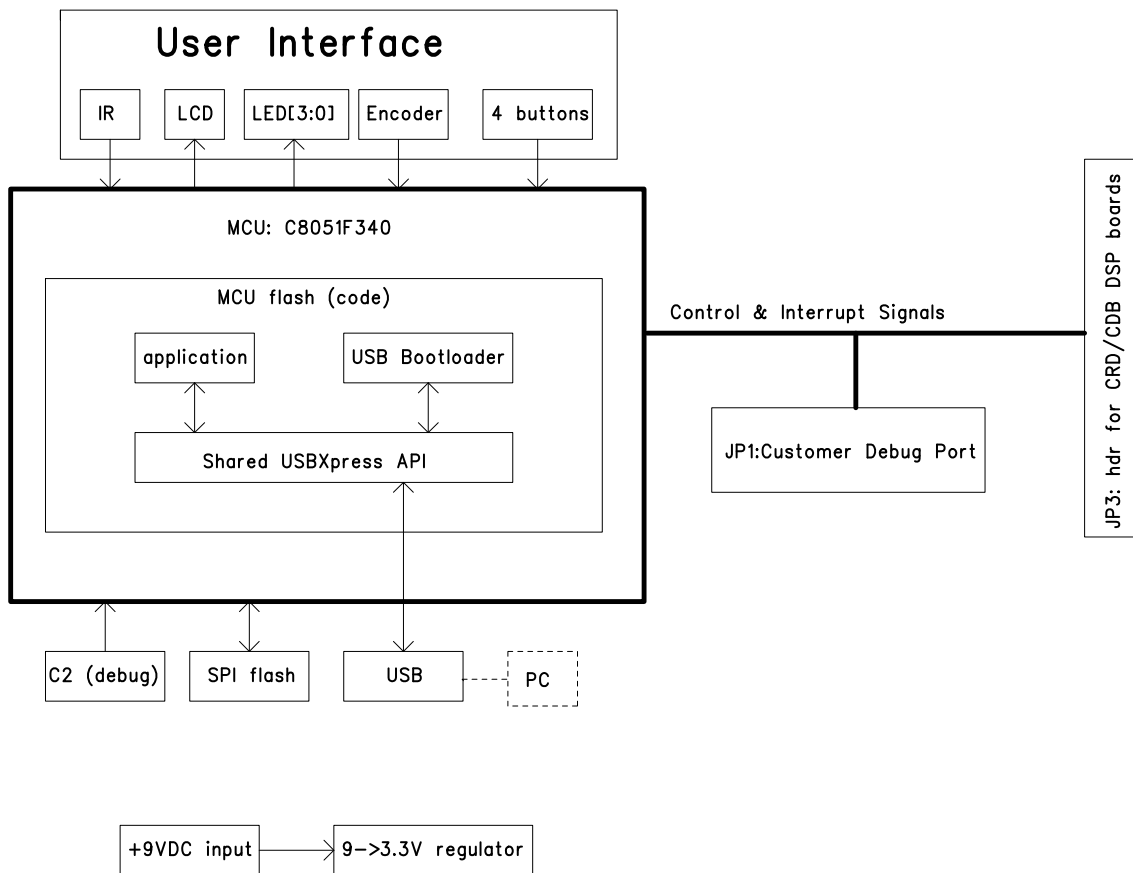 User Interface
IR
LCD
LED[3:0]
Encoder
4 buttons
MCU: C8051F340
MCU flash (code)
application
USB Bootloader
Shared USBXpress API
Control & Interrupt Signals
JP1:Customer Debug Port
JP3: hdr for CRD/CDB DSP boards
C2 (debug)
SPI flash
USB
PC
+9VDC input
9->3.3V regulator